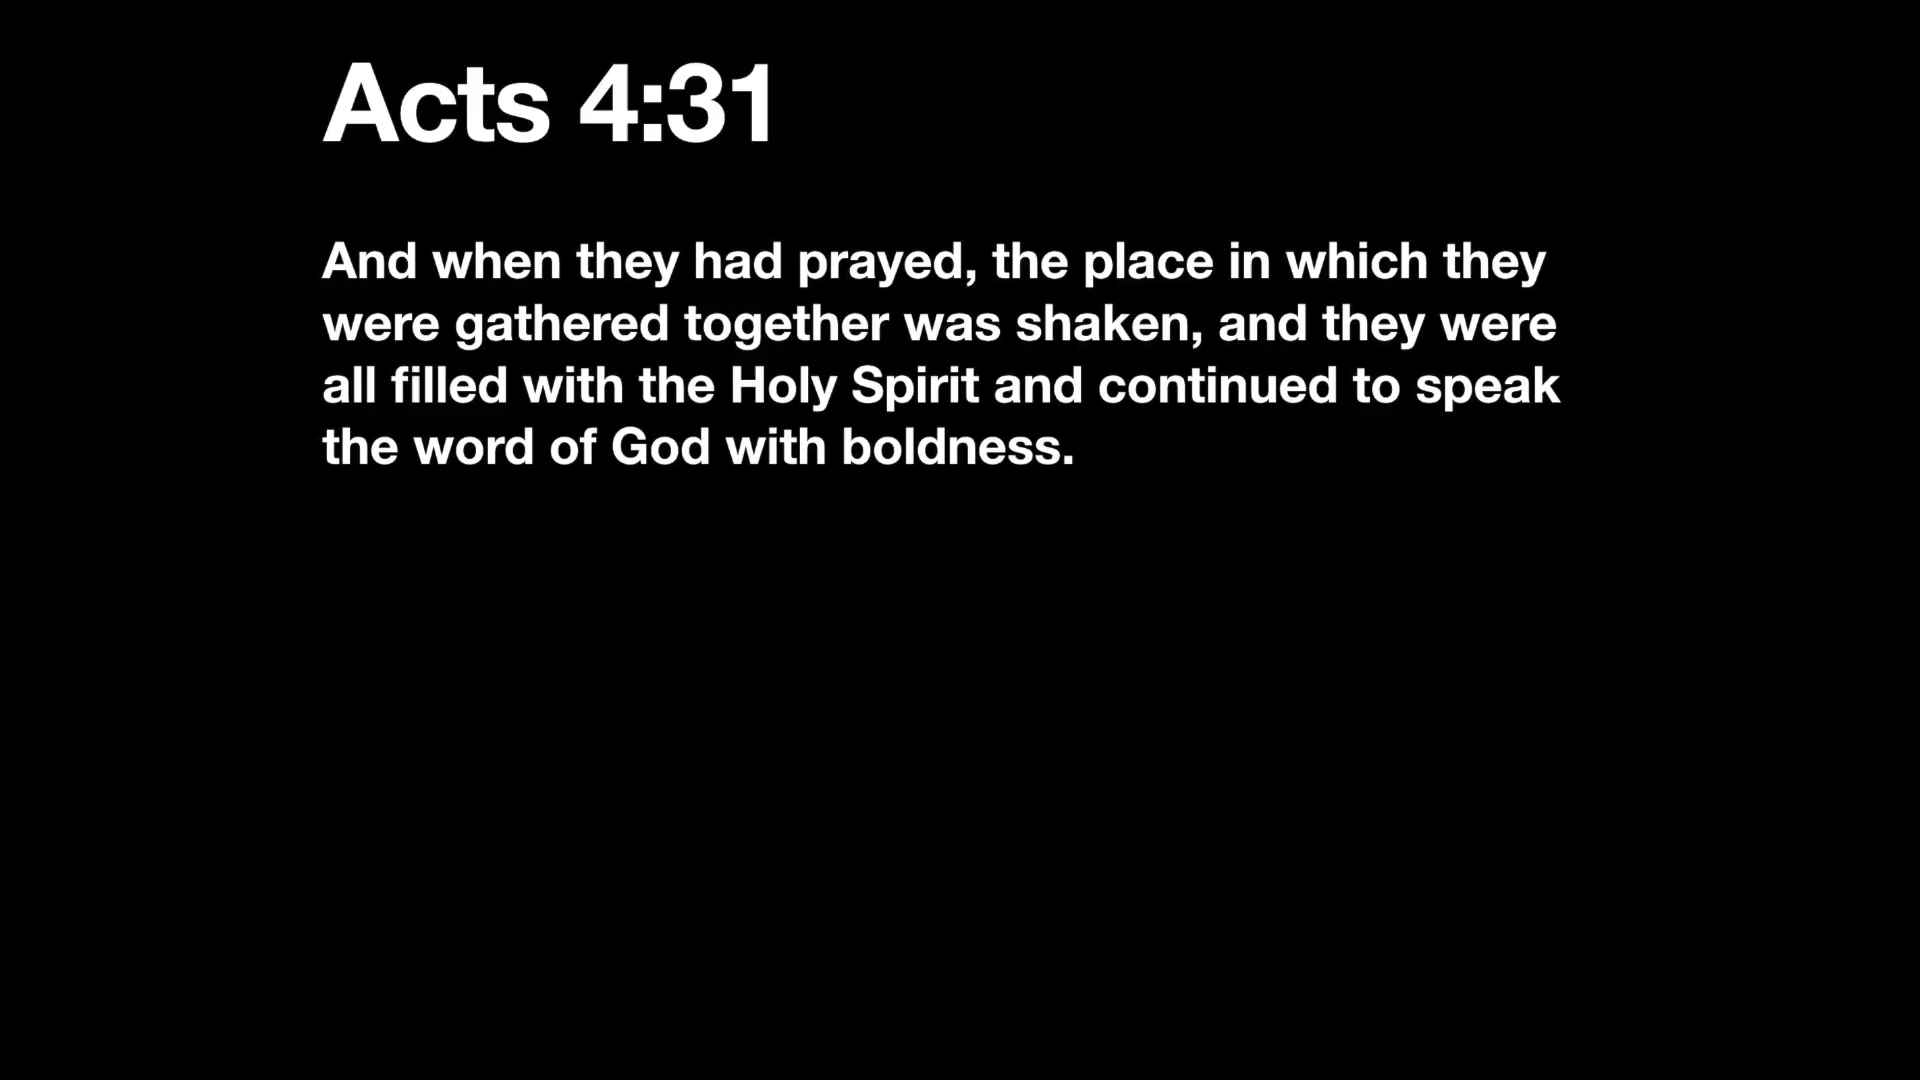 Acts 4:31
And when they had prayed, the place in which they
were gathered together was shaken, and they were
all filled with the Holy Spirit and continued to speak
the word of God with boldness.